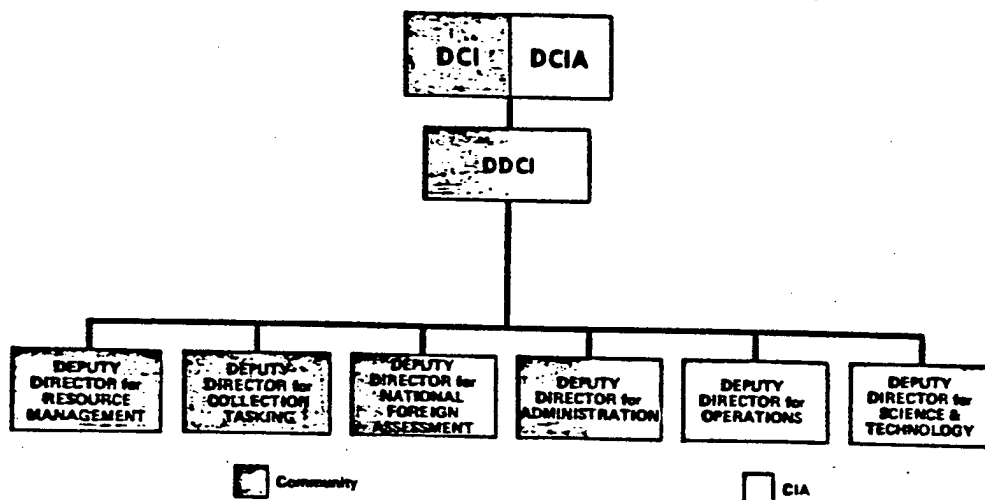 DCI
DCIA
DDCI
DEPUTY
DIRECTOR for
RESOURCE
MANAGEMENT
DEPUTY
DIRECTOR for
COLLECTION
TASKING
DEPUTY
DIRECTOR for
NATIONAL
FOREIGN
ASSESSMENT
DEPUTY
DIRECTOR for
ADMINISTRATION
DEPUTY
DIRECTOR for
OPERATIONS
DEPUTY
DIRECTOR for
SCIENCE &
TECHNOLOGY
Community
CIA